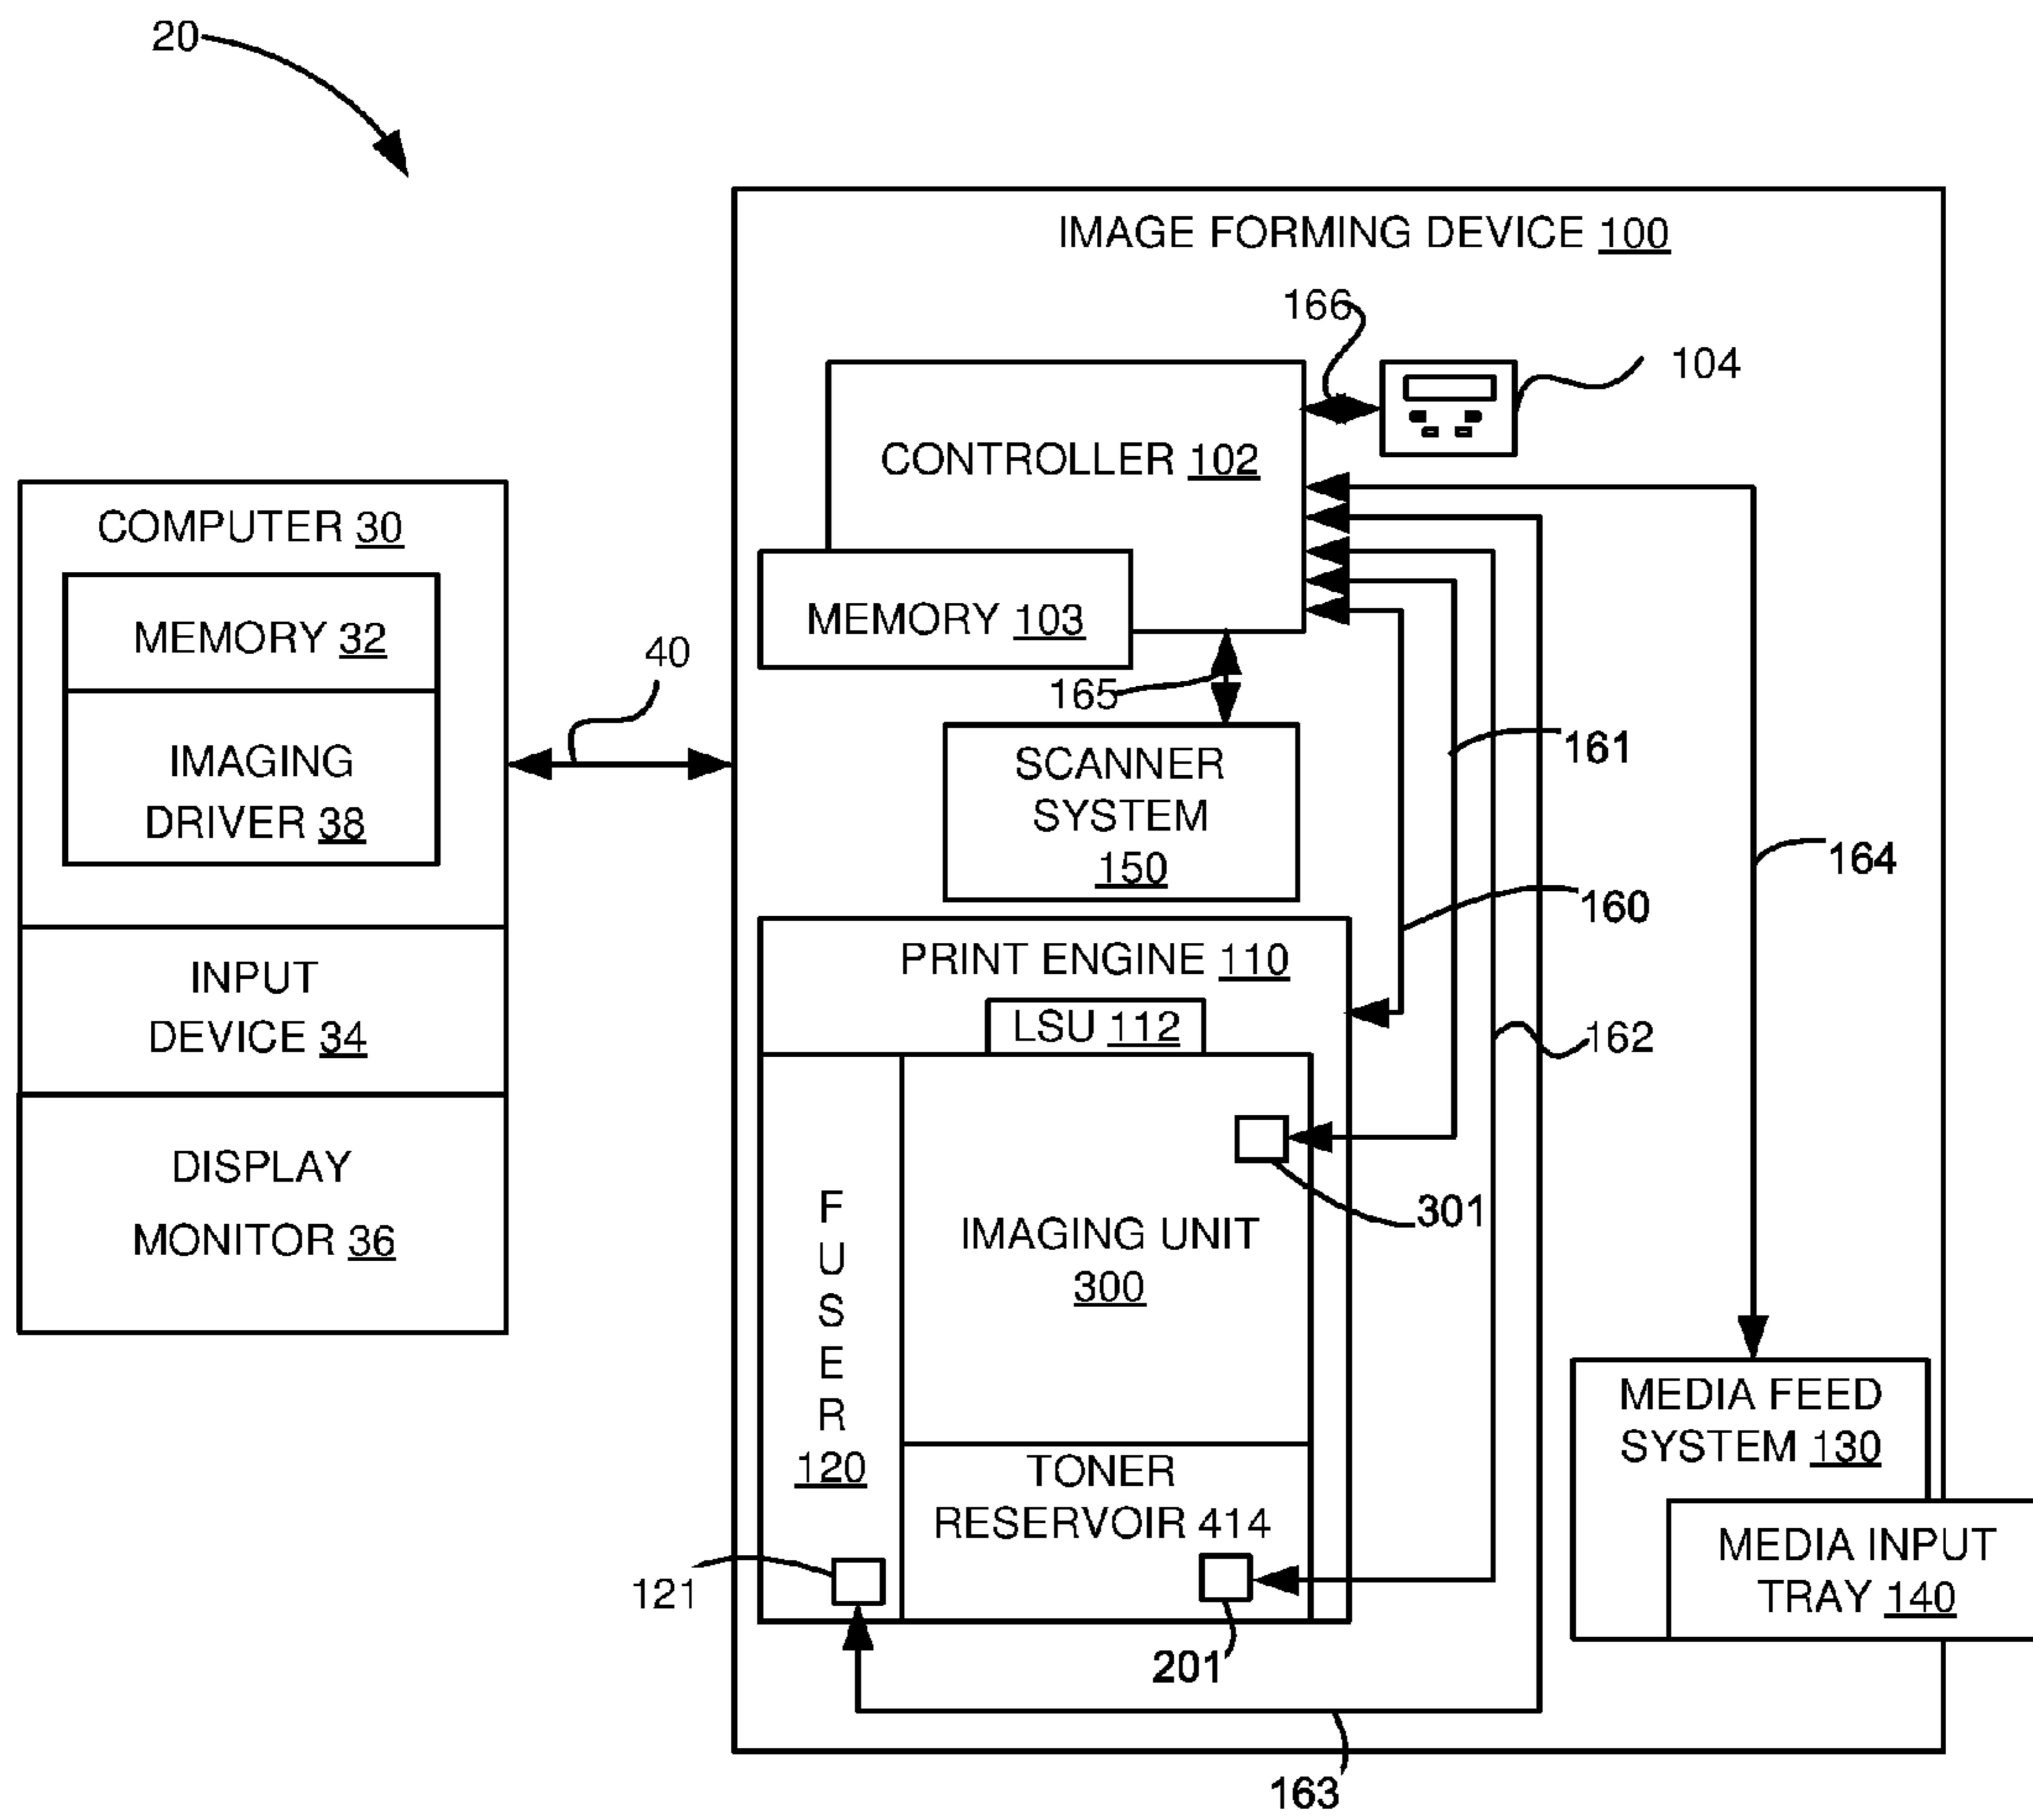 20
IMAGE FORMING DEVICE 100
166
104
CONTROLLER 102
COMPUTER 30
MEMORY 103
MEMORY 32
40
165
161
SCANNER
SYSTEM
150
IMAGING
DRIVER 38
164
160
PRINT ENGINE 110
INPUT
DEVICE 34
LSU 112
162
DISPLAY
MONITOR 36
301
FUSER
120
IMAGING UNIT
300
MEDIA FEED
SYSTEM 130
TONER
RESERVOIR 414
MEDIA INPUT
TRAY 140
121
201
163